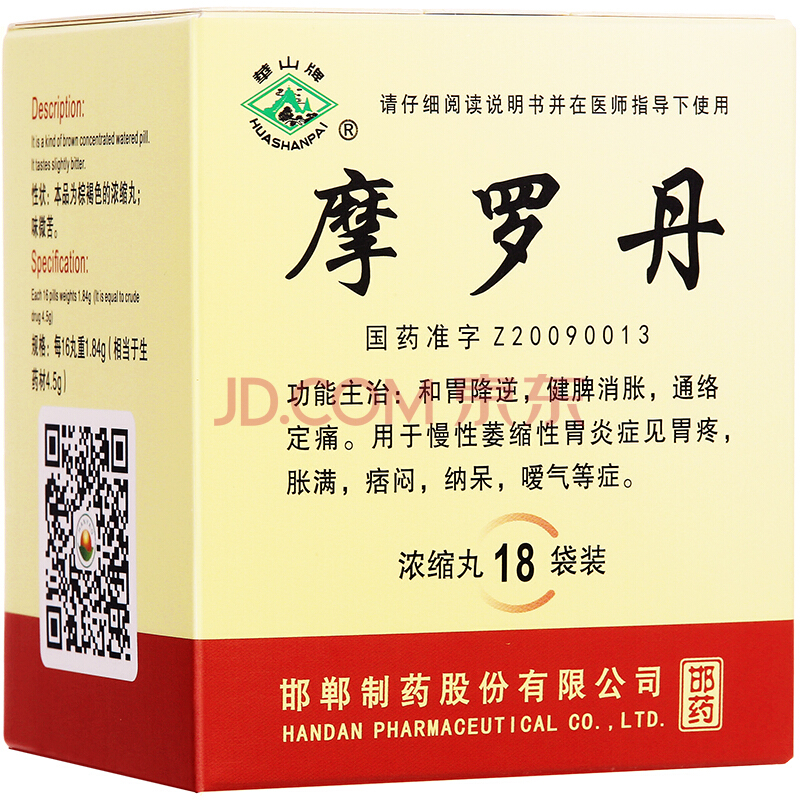 華山牌
HUASHANPAI
®
请仔细阅读说明书并在医师指导下使用
摩罗丹
国药准字 Z20090013
功能主治：和胃降逆，健脾消胀，通络
定痛。用于慢性萎缩性胃炎症见胃疼，
胀满，痞闷，纳呆，嗳气等症。
浓缩丸 18 袋装
邯郸制药股份有限公司
HANDAN PHARMACEUTICAL CO.,LTD.
邯药
Description:
It is a kind of brown concentrated watered pill.
It tastes slightly bitter.
性状：本品为棕褐色的浓缩丸；
味微苦。
Specification:
Each 16 pills weights 1.84g (It is equal to crude
drug 4.5g)
规格：每16丸重1.84g（相当于生
药材4.5g）
JD.COM 京东